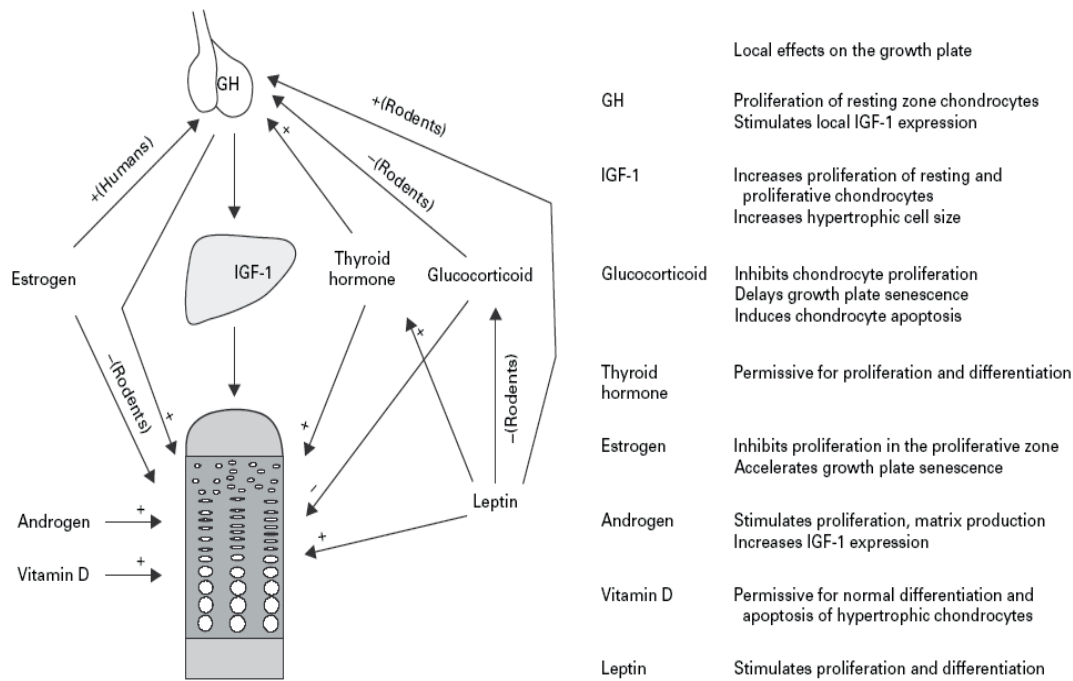 GH
+(Rodents)
+
–(Rodents)
+(Humans)
Estrogen
IGF-1
Thyroid
hormone
Glucocorticoid
–(Rodents)
+
+
+
–(Rodents)
–
Leptin
Androgen
+
+
Vitamin D
+
Local effects on the growth plate
GH
Proliferation of resting zone chondrocytes
Stimulates local IGF-1 expression
IGF-1
Increases proliferation of resting and
proliferative chondrocytes
Increases hypertrophic cell size
Glucocorticoid
Inhibits chondrocyte proliferation
Delays growth plate senescence
Induces chondrocyte apoptosis
Thyroid
hormone
Permissive for proliferation and differentiation
Estrogen
Inhibits proliferation in the proliferative zone
Accelerates growth plate senescence
Androgen
Stimulates proliferation, matrix production
Increases IGF-1 expression
Vitamin D
Permissive for normal differentiation and
apoptosis of hypertrophic chondrocytes
Leptin
Stimulates proliferation and differentiation